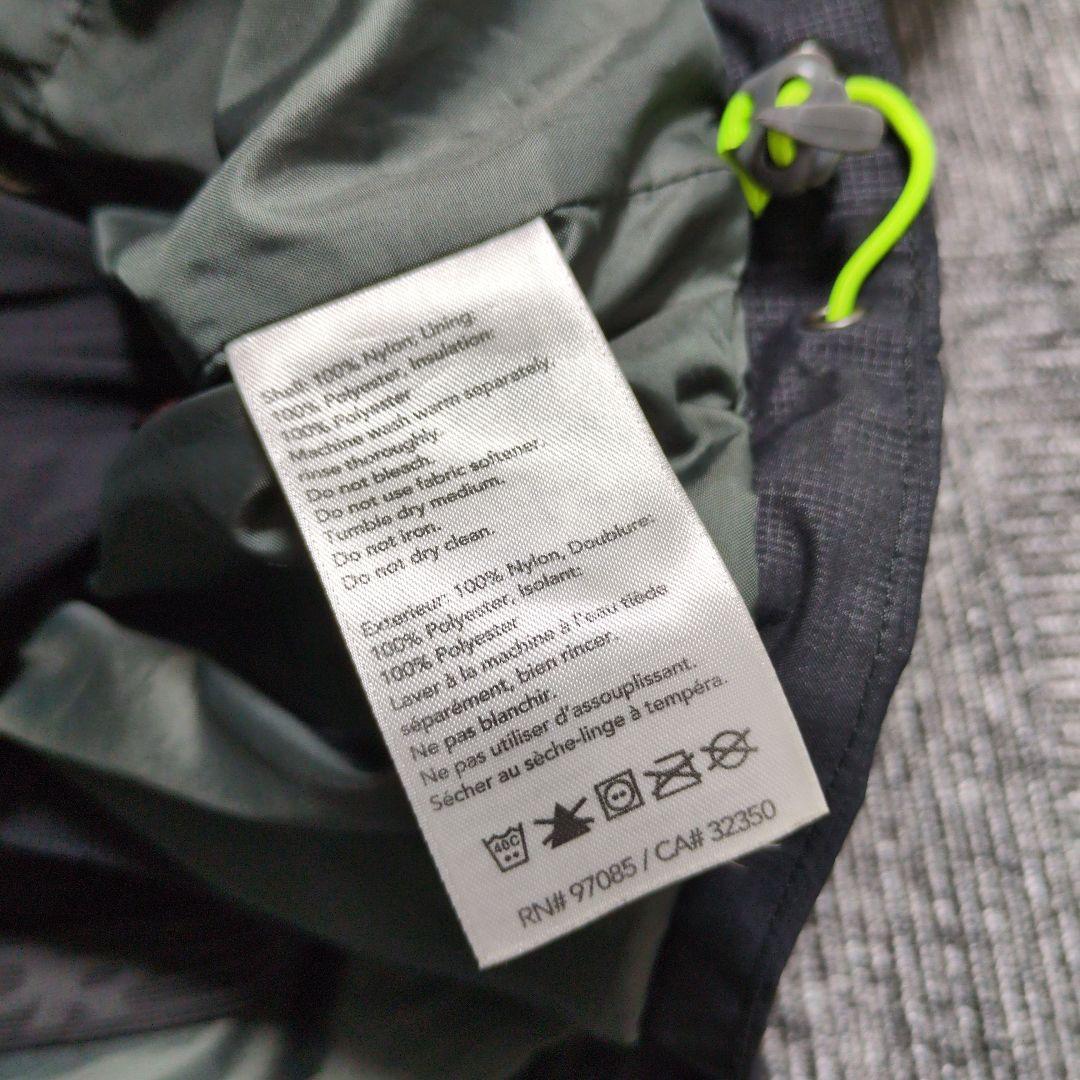 Shell: 100% Nylon, Lining:
100% Polyester, Insulation:
100% Polyester
Machine wash warm separately.
rinse thoroughly.
Do not bleach.
Do not use fabric softener.
Tumble dry medium.
Do not iron.
Do not dry clean.
Exterieur: 100% Nylon, Doublure:
100% Polyester, Isolant:
100% Polyester
Laver à la machine à l'eau tiède
séparément, bien rincer.
Ne pas blanchir.
Ne pas utiliser d'assouplissant.
Sécher au sèche-linge à tempéra.
40C
RN# 97085 / CA# 32350